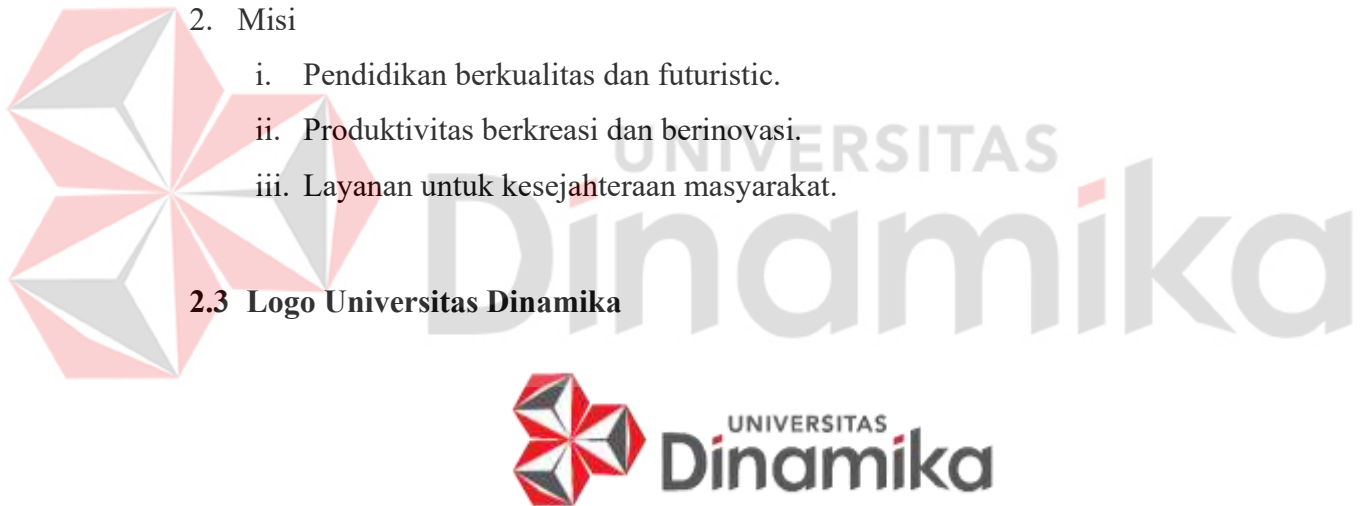 2. Misi
i. Pendidikan berkualitas dan futuristic.
ii. Produktivitas berkreasi dan berinovasi.
iii. Layanan untuk kesejahteraan masyarakat.
UNIVERSITAS
Dinamika
2.3 Logo Universitas Dinamika
UNIVERSITAS
Dinamika